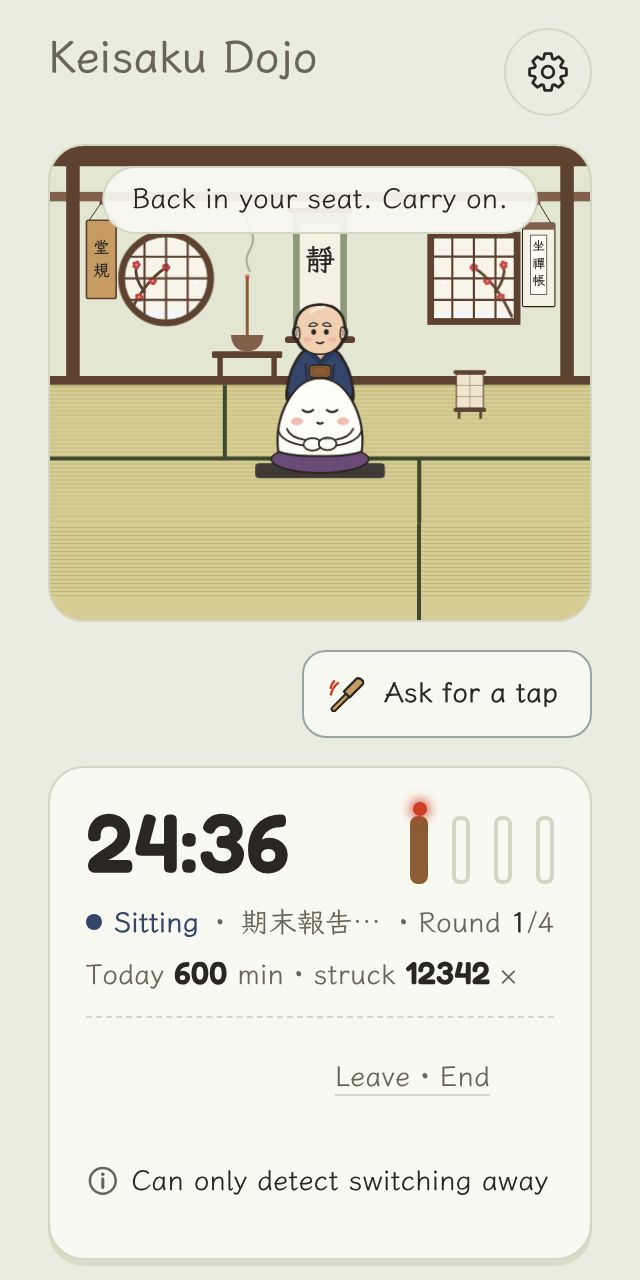 Keisaku Dojo
Back in your seat. Carry on.
堂規
靜
坐禪帳
Ask for a tap
24:36
Sitting · 期末報告… · Round 1/4
Today 600 min · struck 12342 ×
Leave · End
Can only detect switching away